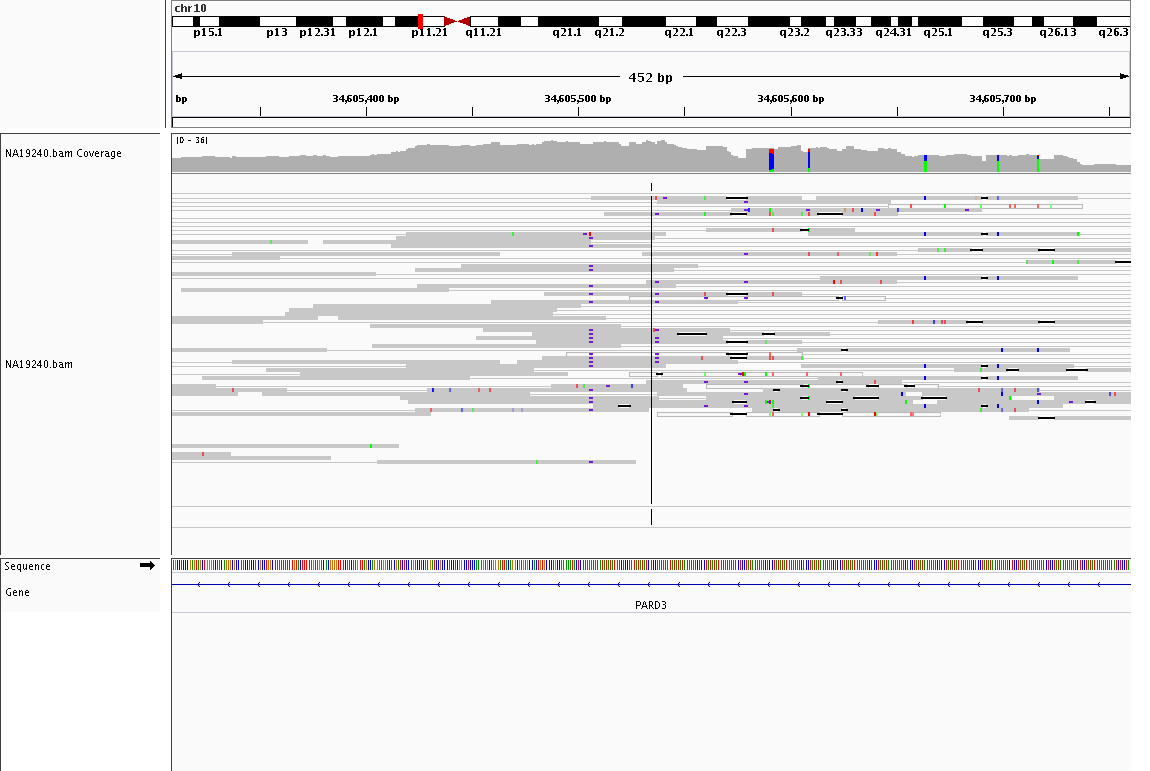 chr10
p15.1 p13 p12.31 p12.1 p11.21 q11.21 q21.1 q21.2 q22.1 q22.3 q23.2 q23.33 q24.31 q25.1 q25.3 q26.13 q26.3
452 bp
bp 34,605,400 bp 34,605,500 bp 34,605,600 bp 34,605,700 bp
[0 - 36]
NA19240.bam Coverage
NA19240.bam
Sequence
Gene
PARD3